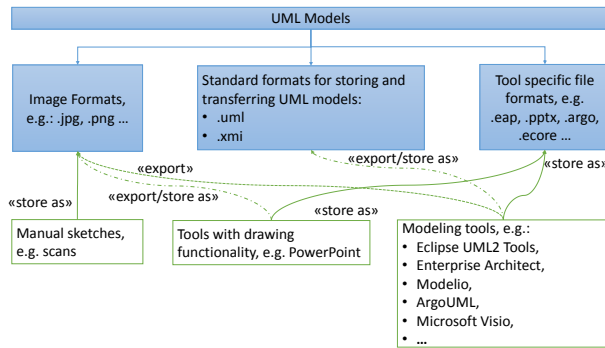 UML Models
Image Formats,
e.g.: .jpg, .png ...
Standard formats for storing and
transferring UML models:
• .uml
• .xmi
Tool specific file
formats, e.g.
.eap, .pptx, .argo,
.ecore ...
«export»
«export/store as»
«store as»
«store as»
«export/store as»
«store as»
Manual sketches,
e.g. scans
Tools with drawing
functionality, e.g. PowerPoint
Modeling tools, e.g.:
• Eclipse UML2 Tools,
• Enterprise Architect,
• Modelio,
• ArgoUML,
• Microsoft Visio,
• ...